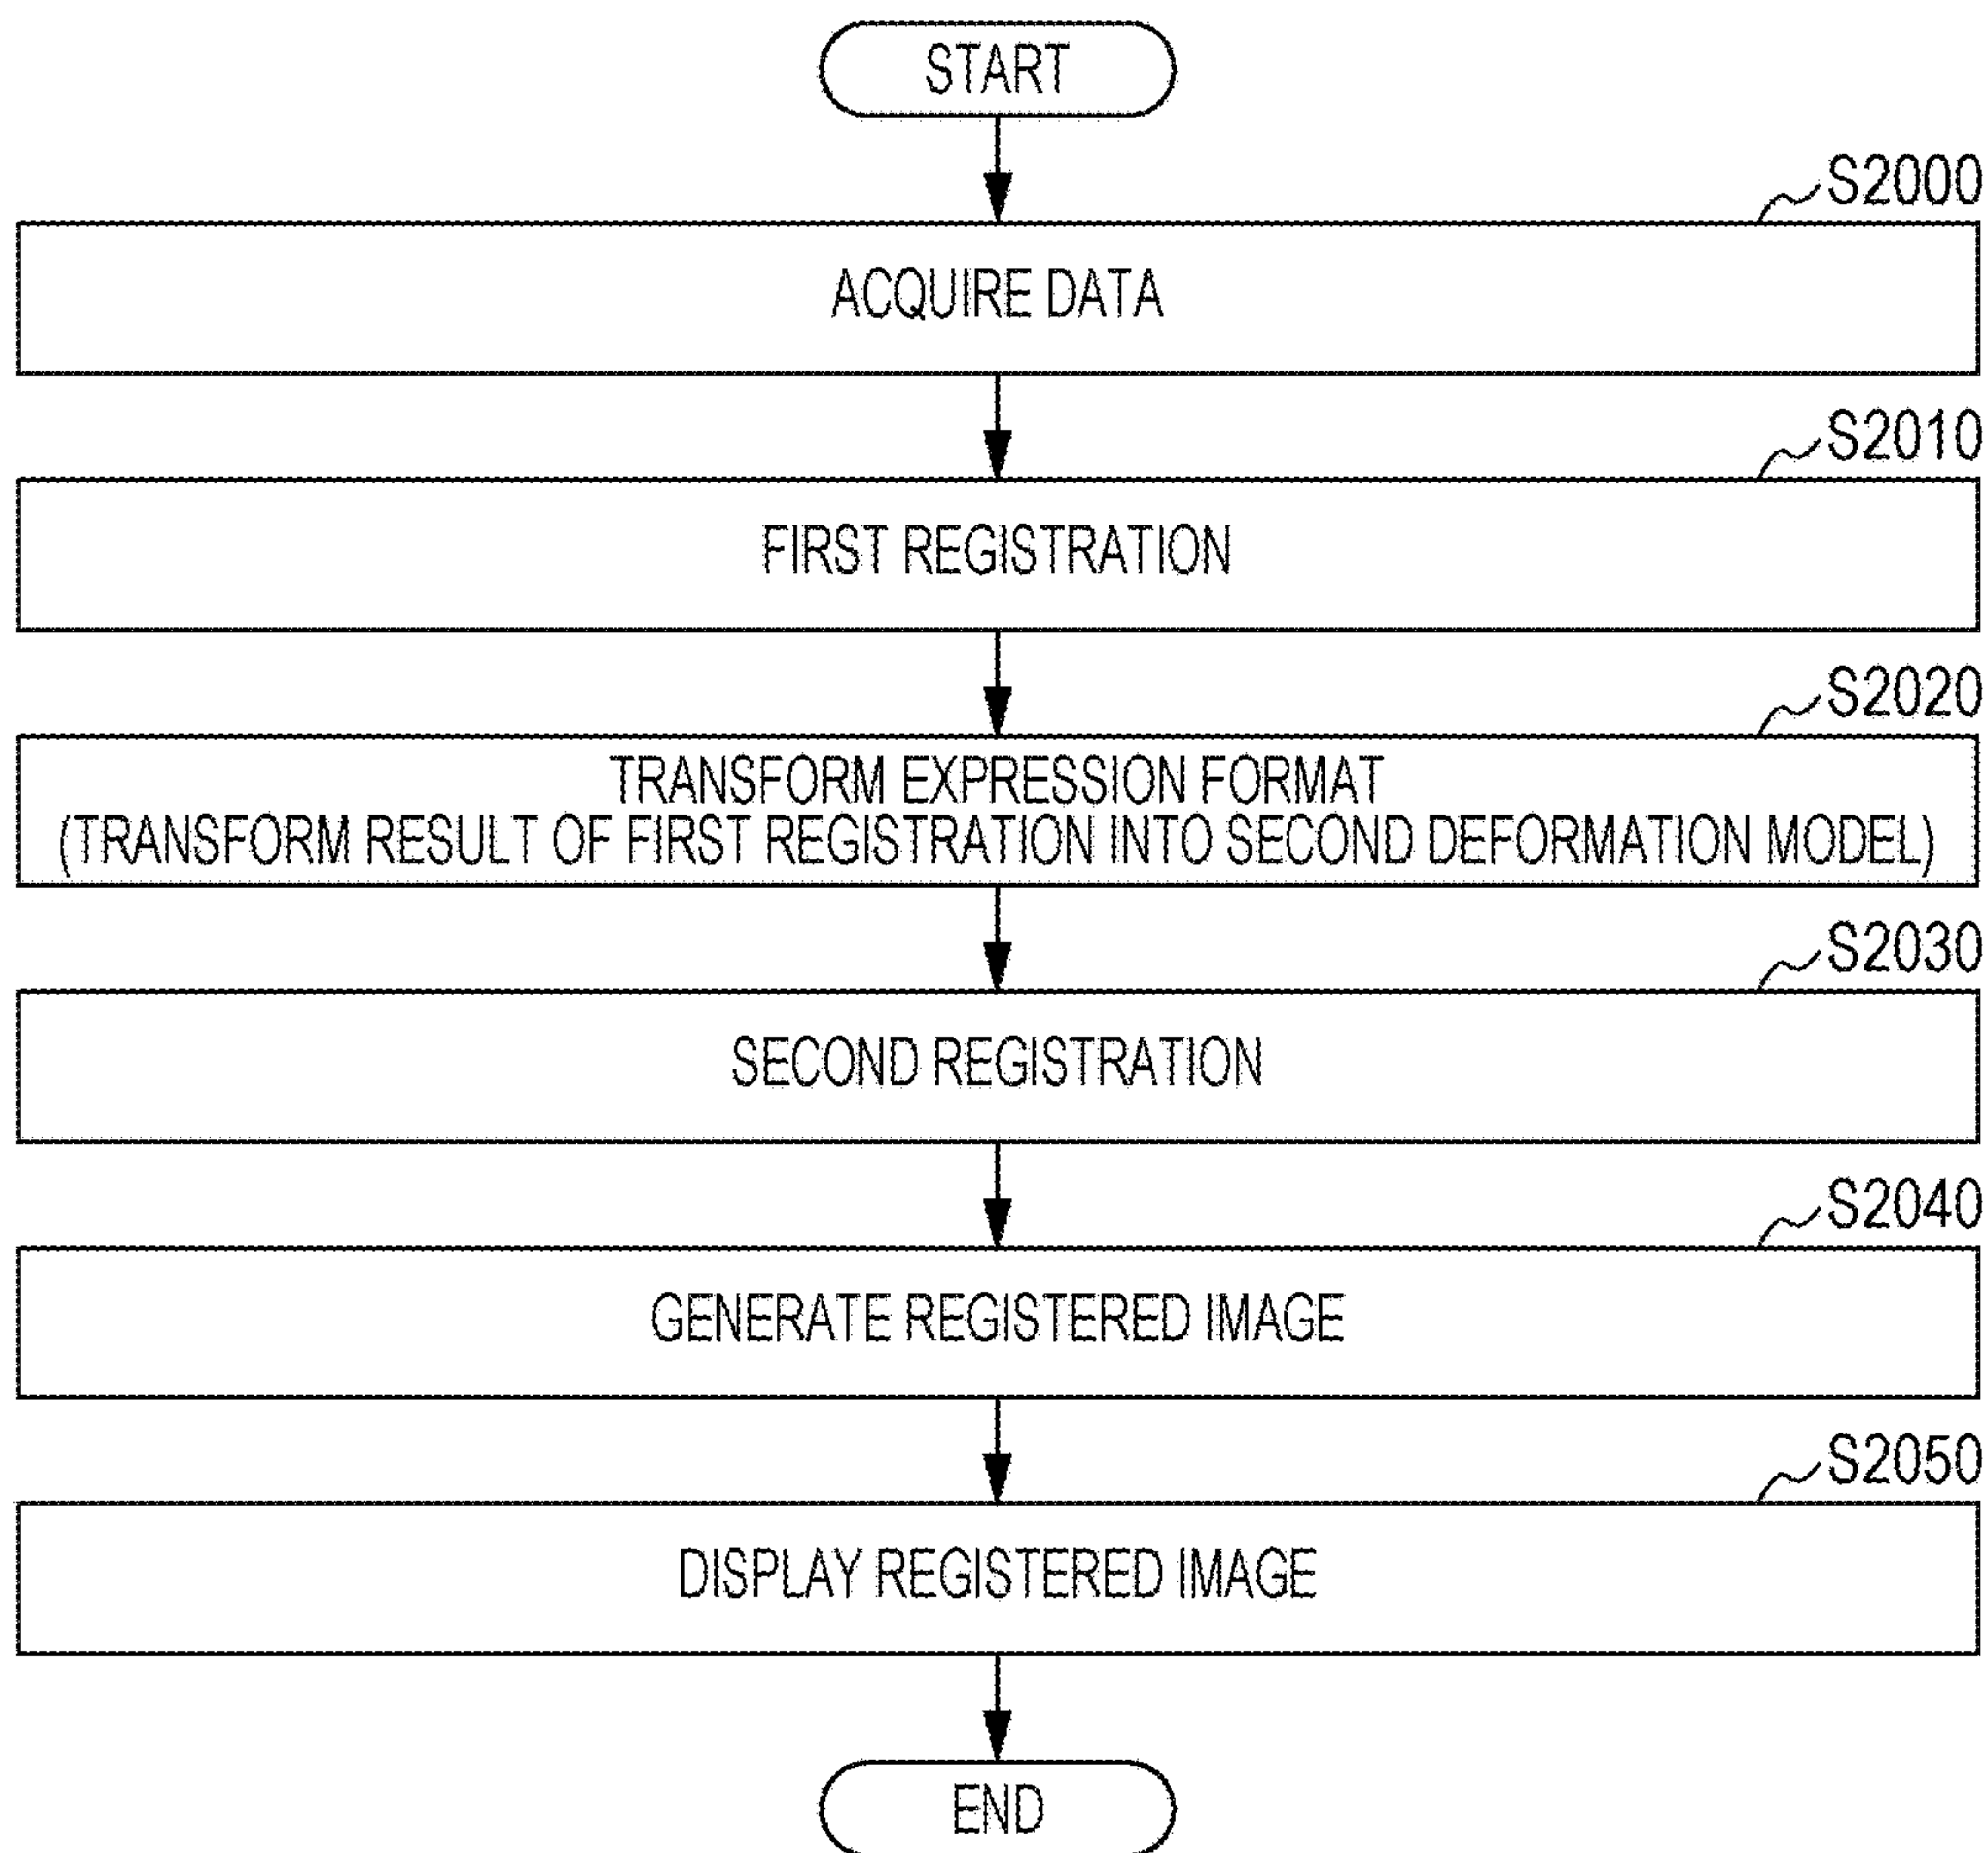 START
S2000
ACQUIRE DATA
S2010
FIRST REGISTRATION
S2020
TRANSFORM EXPRESSION FORMAT
(TRANSFORM RESULT OF FIRST REGISTRATION INTO SECOND DEFORMATION MODEL)
S2030
SECOND REGISTRATION
S2040
GENERATE REGISTERED IMAGE
S2050
DISPLAY REGISTERED IMAGE
END